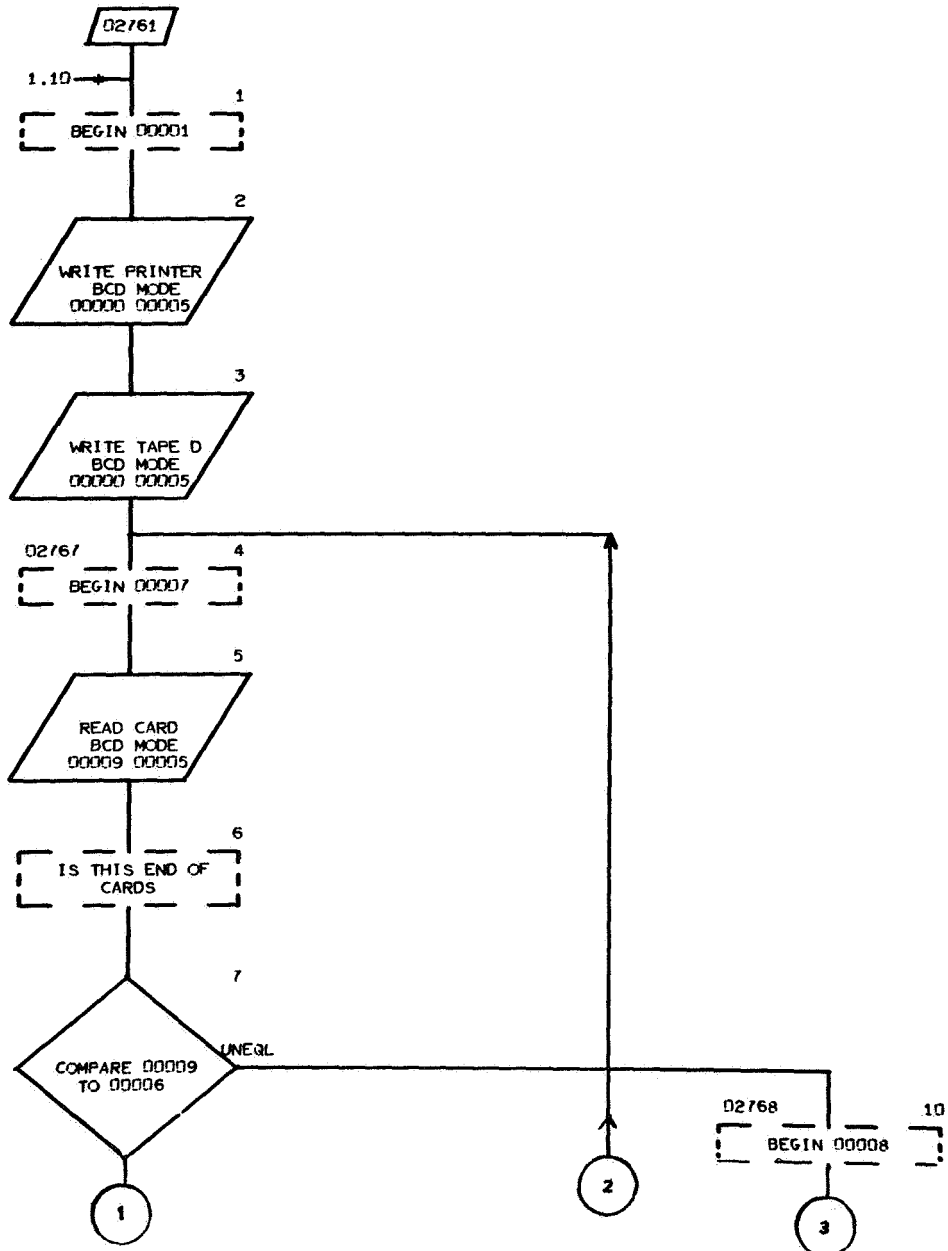 02761
1.10
1
BEGIN 00001
2
WRITE PRINTER
BCD MODE
00000 00005
3
WRITE TAPE D
BCD MODE
00000 00005
02767
4
BEGIN 00007
5
READ CARD
BCD MODE
00009 00005
6
IS THIS END OF
CARDS
7
COMPARE 00009
TO 00006
UNEQL
02768
10
BEGIN 00008
1
2
3